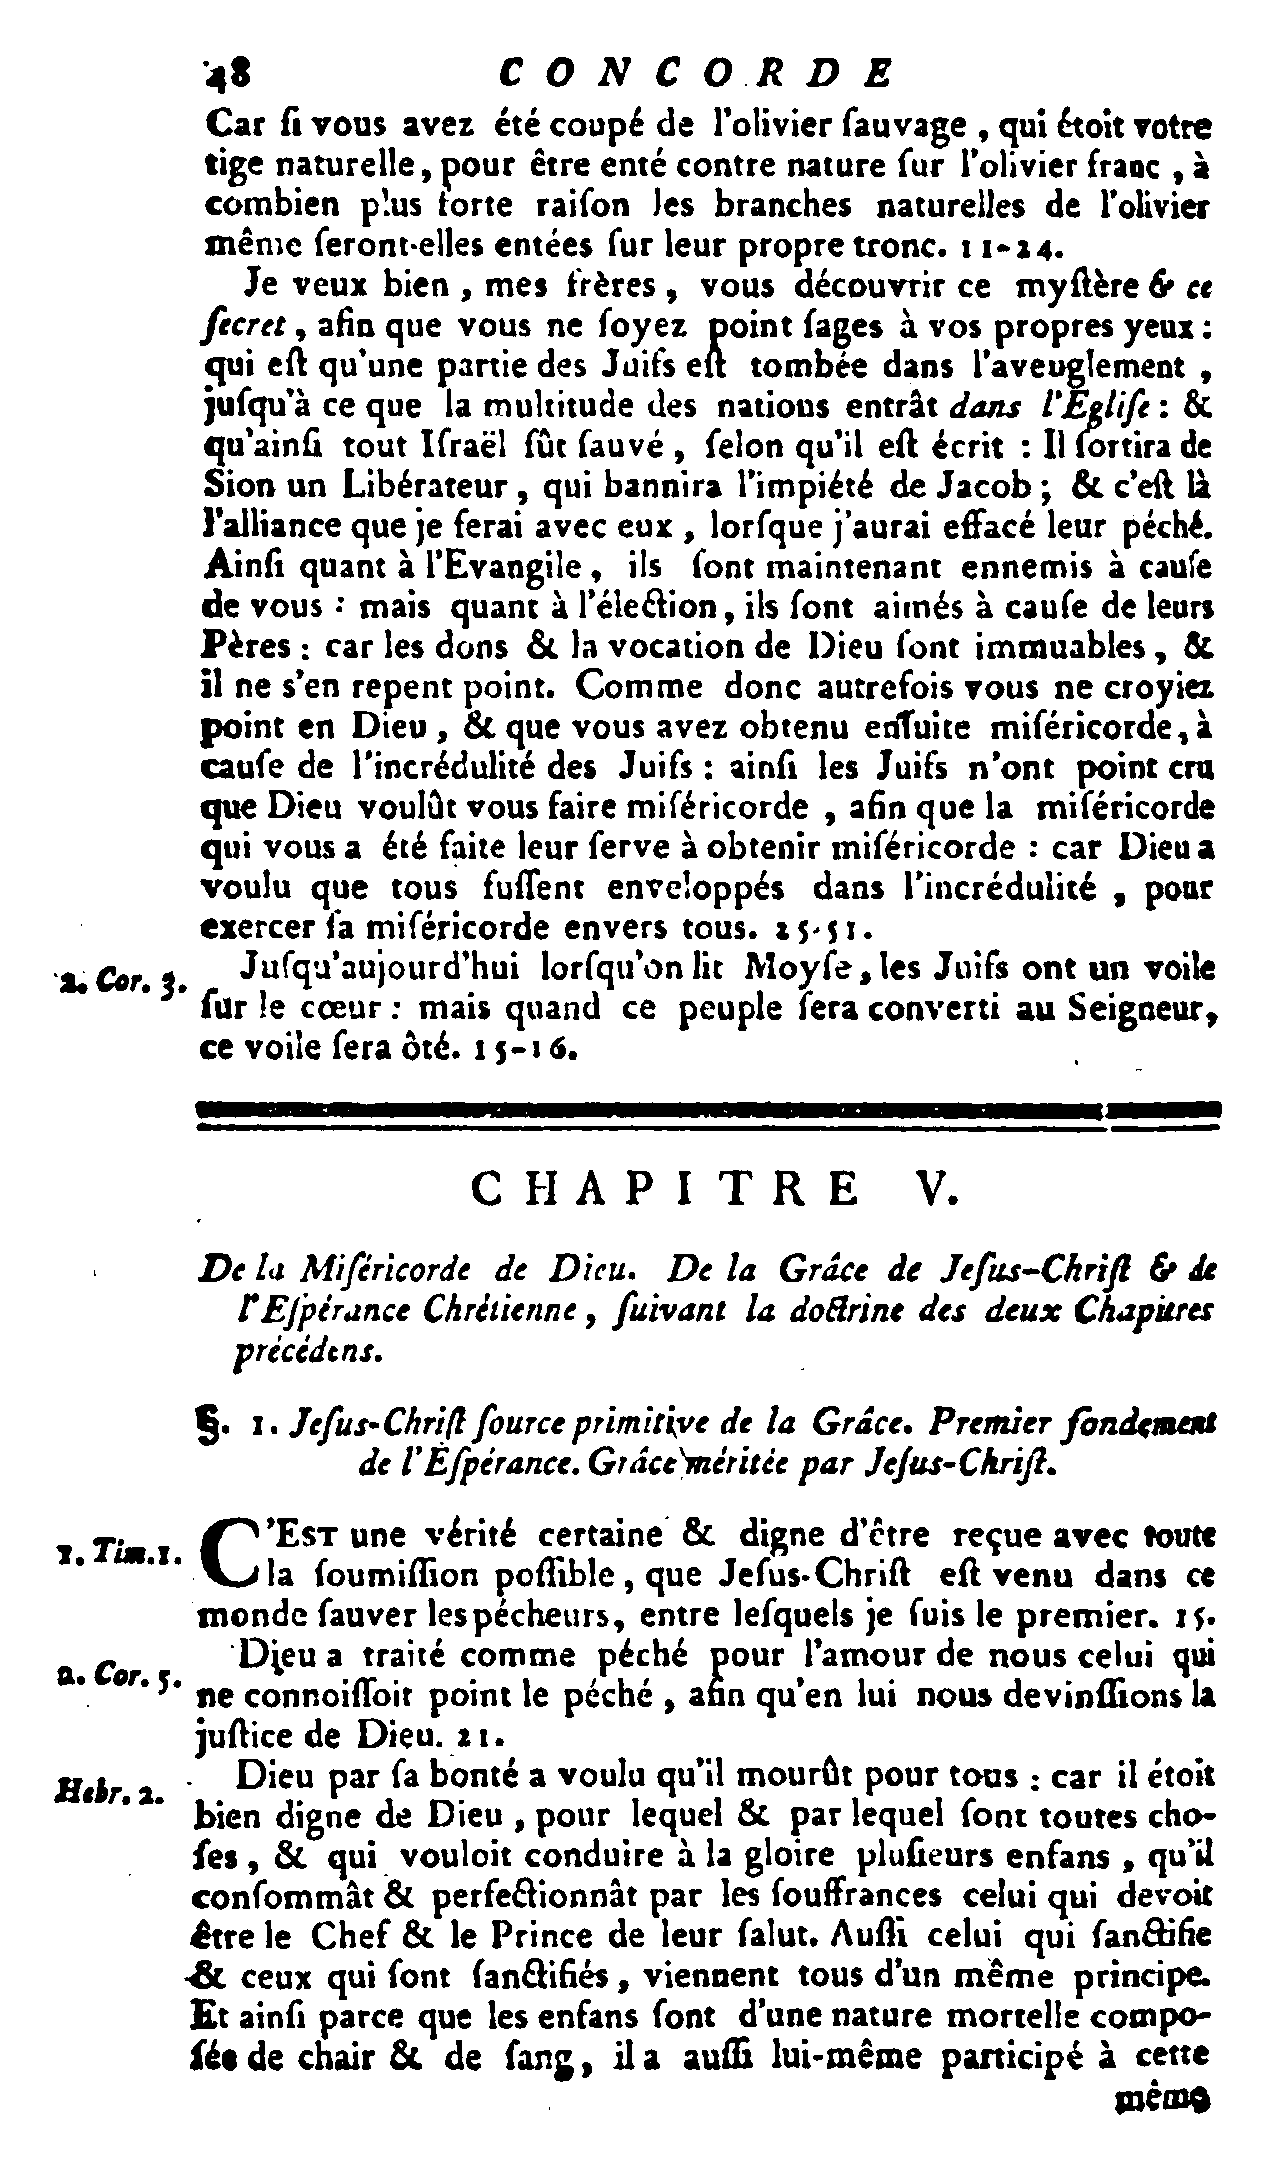 48 CONCORDE
Car ſi vous avez été coupé de l'olivier ſauvage, qui étoit votre
tige naturelle, pour être enté contre nature ſur l'olivier franc, à
combien plus forte raiſon les branches naturelles de l'olivier
même ſeront-elles entées ſur leur propre tronc. 11-24.
Je veux bien, mes frères, vous découvrir ce myſtère & ce
ſecret, afin que vous ne ſoyez point ſages à vos propres yeux:
qui eſt qu'une partie des Juifs eſt tombée dans l'aveuglement,
juſqu'à ce que la multitude des nations entrât dans l'Egliſe: &
qu'ainſi tout Iſraël fût ſauvé, ſelon qu'il eſt écrit : Il ſortira de
Sion un Libérateur, qui bannira l'impiété de Jacob; & c'eſt là
l'alliance que je ferai avec eux, lorſque j'aurai effacé leur péché.
Ainſi quant à l'Evangile, ils ſont maintenant ennemis à cauſe
de vous : mais quant à l'élection, ils ſont aimés à cauſe de leurs
Pères: car les dons & la vocation de Dieu ſont immuables, &
il ne s'en repent point. Comme donc autrefois vous ne croyiez
point en Dieu, & que vous avez obtenu enſuite miſéricorde, à
cauſe de l'incrédulité des Juifs: ainſi les Juifs n'ont point cru
que Dieu voulût vous faire miſéricorde, afin que la miſéricorde
qui vous a été faite leur ſerve à obtenir miſéricorde : car Dieu a
voulu que tous fuſſent enveloppés dans l'incrédulité, pour
exercer ſa miſéricorde envers tous. 25-51.
2. Cor. 3. Juſqu'aujourd'hui lorſqu'on lit Moyſe, les Juifs ont un voile
ſur le cœur: mais quand ce peuple ſera converti au Seigneur,
ce voile ſera ôté. 15-16.
CHAPITRE V.
De la Miſéricorde de Dieu. De la Grâce de Jeſus-Chriſt & de
l'Eſpérance Chrétienne, ſuivant la doctrine des deux Chapitres
précédens.
§. 1. Jeſus-Chriſt ſource primitive de la Grâce. Premier fondement
de l'Eſpérance. Grâce méritée par Jeſus-Chriſt.
1. Tim. 1. C'EST une vérité certaine & digne d'être reçue avec toute
la ſoumiſſion poſſible, que Jeſus-Chriſt eſt venu dans ce
monde ſauver les pécheurs, entre leſquels je ſuis le premier. 15.
2. Cor. 5. Dieu a traité comme péché pour l'amour de nous celui qui
ne connoiſſoit point le péché, afin qu'en lui nous devinſſions la
juſtice de Dieu. 21.
Hebr. 2. Dieu par ſa bonté a voulu qu'il mourût pour tous : car il étoit
bien digne de Dieu, pour lequel & par lequel ſont toutes cho-
ſes, & qui vouloit conduire à la gloire pluſieurs enfans, qu'il
conſommât & perfectionnât par les ſouffrances celui qui devoit
être le Chef & le Prince de leur ſalut. Auſſi celui qui ſanctifie
& ceux qui ſont ſanctifiés, viennent tous d'un même principe.
Et ainſi parce que les enfans ſont d'une nature mortelle compo-
ſée de chair & de ſang, il a auſſi lui-même participé à cette
même